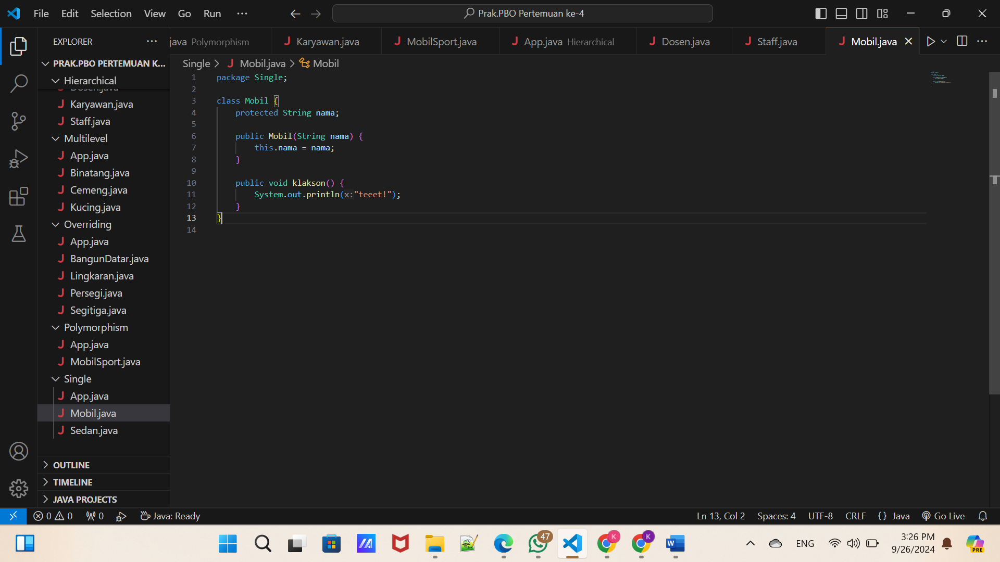 File Edit Selection View Go Run ···
Prak.PBO Pertemuan ke-4
EXPLORER
java Polymorphism
Karyawan.java
MobilSport.java
App.java Hierarchical
Dosen.java
Staff.java
Mobil.java
PRAK.PBO PERTEMUAN K...
Hierarchical
Dosen.java
Karyawan.java
Staff.java
Multilevel
App.java
Binatang.java
Cemeng.java
Kucing.java
Overriding
App.java
BangunDatar.java
Lingkaran.java
Persegi.java
Segitiga.java
Polymorphism
App.java
MobilSport.java
Single
App.java
Mobil.java
Sedan.java
OUTLINE
TIMELINE
JAVA PROJECTS
Single > Mobil.java > Mobil
1 package Single;
2
3 class Mobil {
4 protected String nama;
5
6 public Mobil(String nama) {
7 this.nama = nama;
8 }
9
10 public void klakson() {
11 System.out.println(x:"teeet!");
12 }
13 }
14
0 0 0 Java: Ready
Ln 13, Col 2 Spaces: 4 UTF-8 CRLF {} Java Go Live
47
K
K
W
ENG
3:26 PM
9/26/2024
PRE